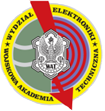 WYDZIAŁ ELEKTRONIKI
WAT
WOJSKOWA AKADEMIA TECHNICZNA